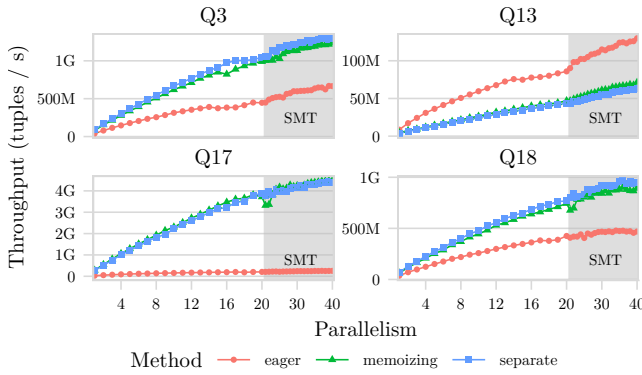 Q3
Q13
Throughput (tuples / s)
1G
500M
0
SMT
100M
50M
0
SMT
Q17
Q18
4G
3G
2G
1G
0
SMT
4 8 12 16 20 30 40
1G
500M
0
SMT
4 8 12 16 20 30 40
Parallelism
Method eager memoizing separate